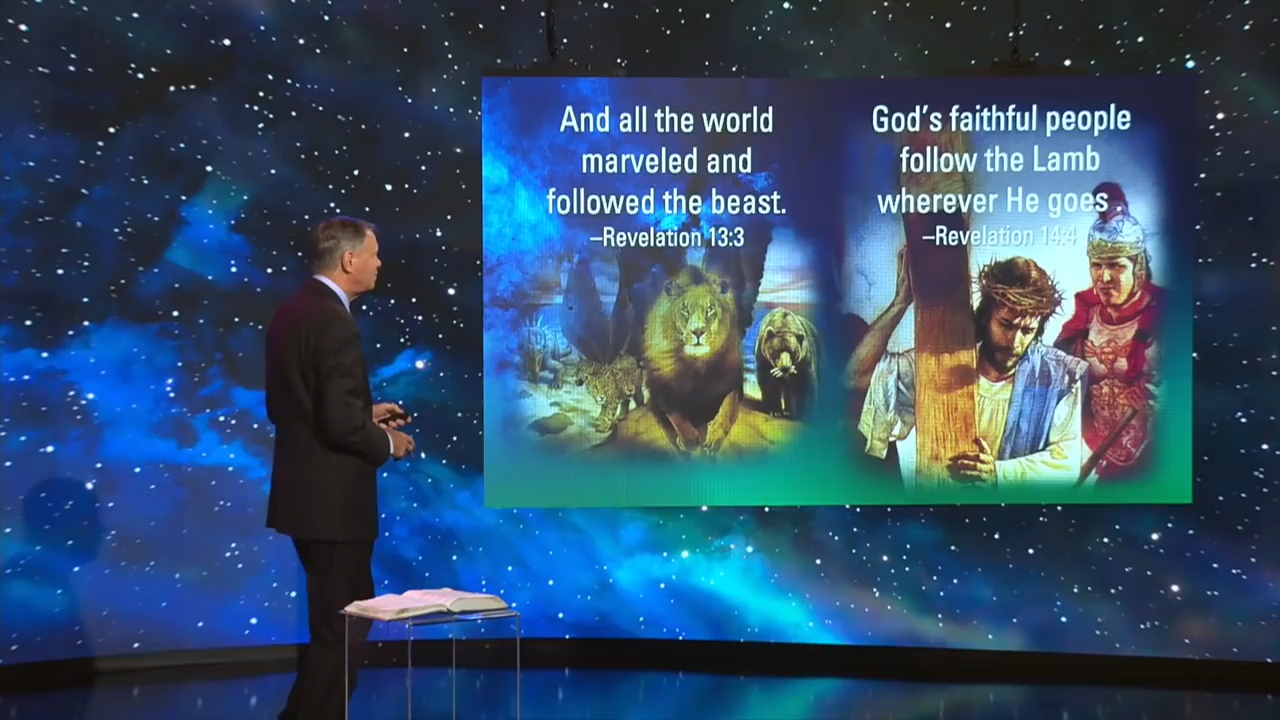 And all the world
marveled and
followed the beast.
–Revelation 13:3
God's faithful people
follow the Lamb
wherever He goes.
–Revelation 14:4